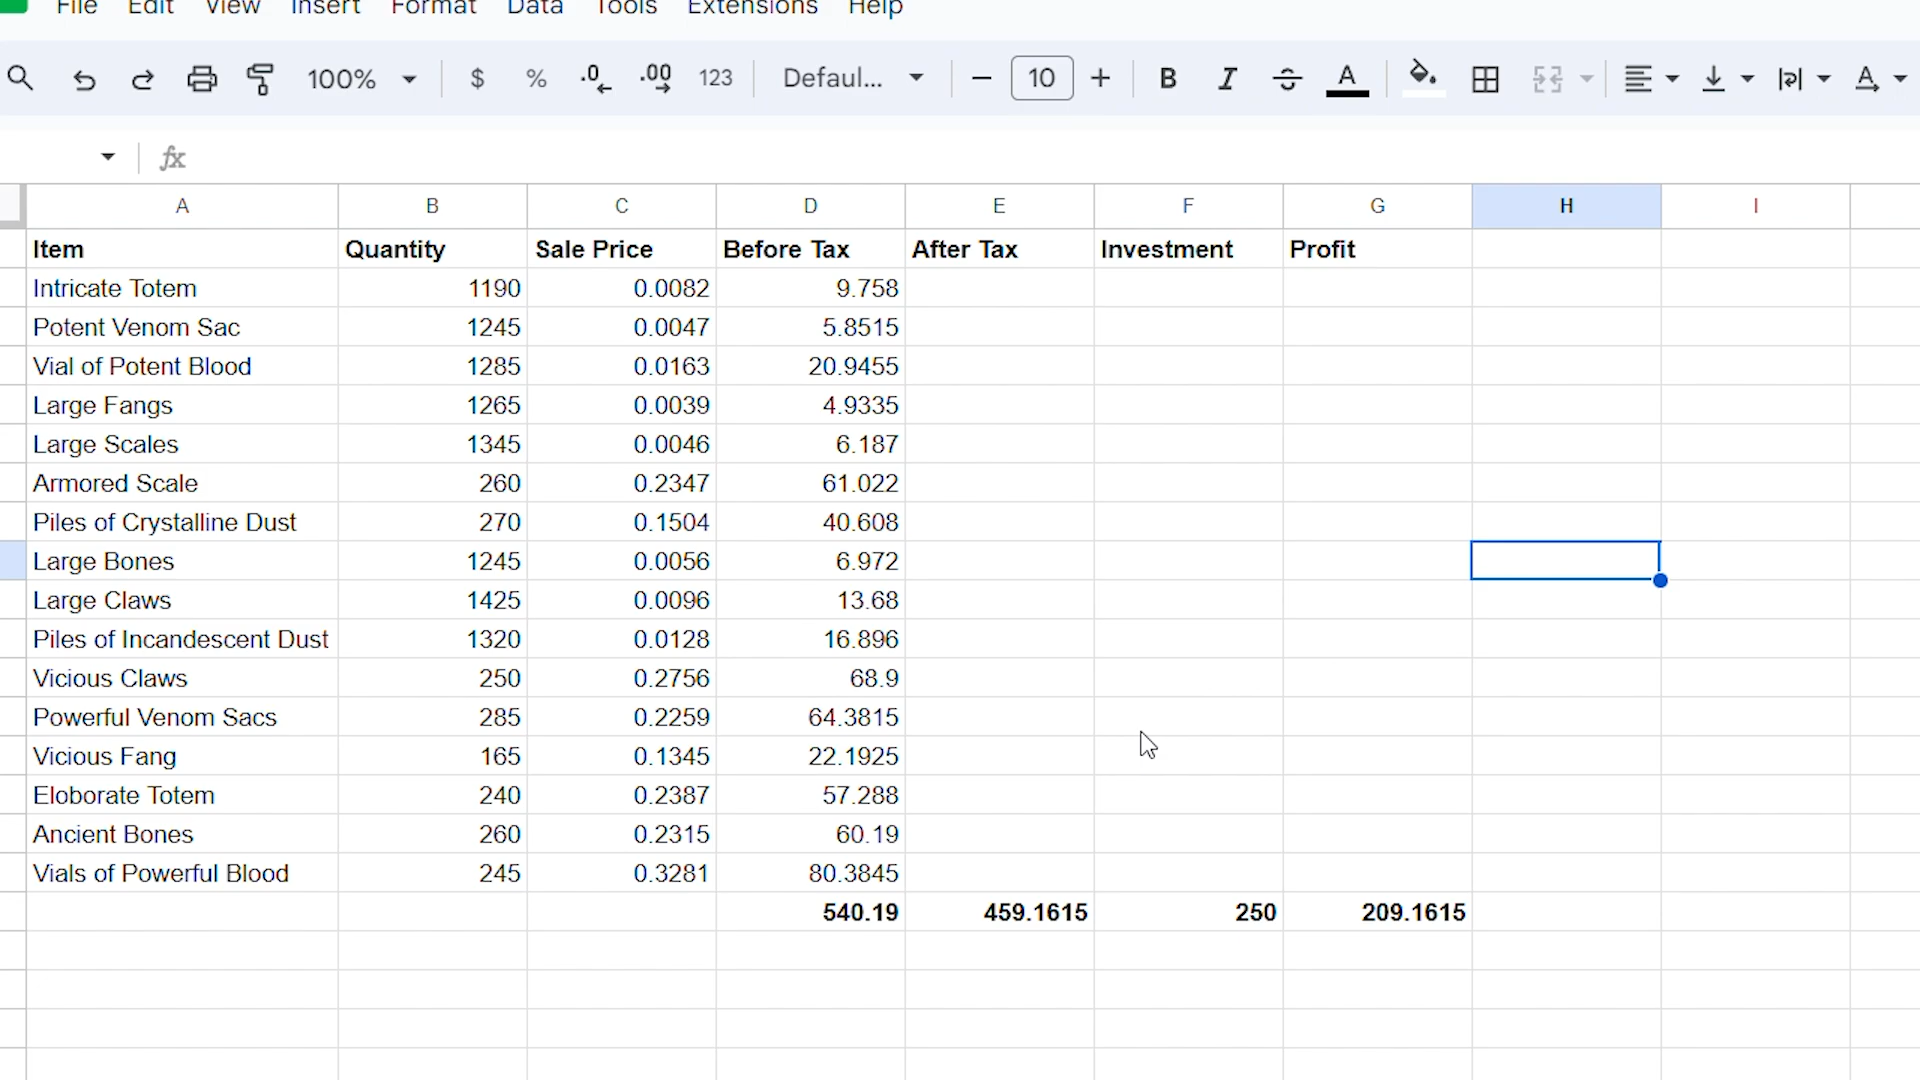 File Edit View Insert Format Data Tools Extensions Help
100% $ % .0 .00 123 Defaul... 10 B I A A
fx
A B C D E F G H I
Item Quantity Sale Price Before Tax After Tax Investment Profit
Intricate Totem 1190 0.0082 9.758
Potent Venom Sac 1245 0.0047 5.8515
Vial of Potent Blood 1285 0.0163 20.9455
Large Fangs 1265 0.0039 4.9335
Large Scales 1345 0.0046 6.187
Armored Scale 260 0.2347 61.022
Piles of Crystalline Dust 270 0.1504 40.608
Large Bones 1245 0.0056 6.972
Large Claws 1425 0.0096 13.68
Piles of Incandescent Dust 1320 0.0128 16.896
Vicious Claws 250 0.2756 68.9
Powerful Venom Sacs 285 0.2259 64.3815
Vicious Fang 165 0.1345 22.1925
Eloborate Totem 240 0.2387 57.288
Ancient Bones 260 0.2315 60.19
Vials of Powerful Blood 245 0.3281 80.3845
540.19 459.1615 250 209.1615